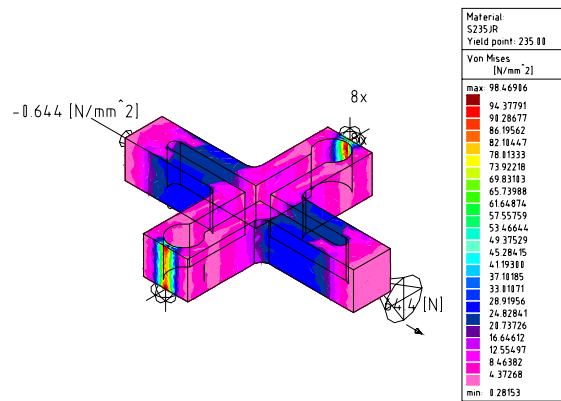 Material:
S235JR
Yield point: 235.00
Von Mises
[N/mm^2]
max: 98.46906
94.37791
90.28677
86.19562
82.10447
78.01333
73.92218
69.83103
65.73988
61.64874
57.55759
53.46644
49.37529
45.28415
41.19300
37.10185
33.01071
28.91956
24.82841
20.73726
16.64612
12.55497
8.46382
4.37268
min: 0.28153
-0.644 [N/mm^2]
8x
64.4 [N]